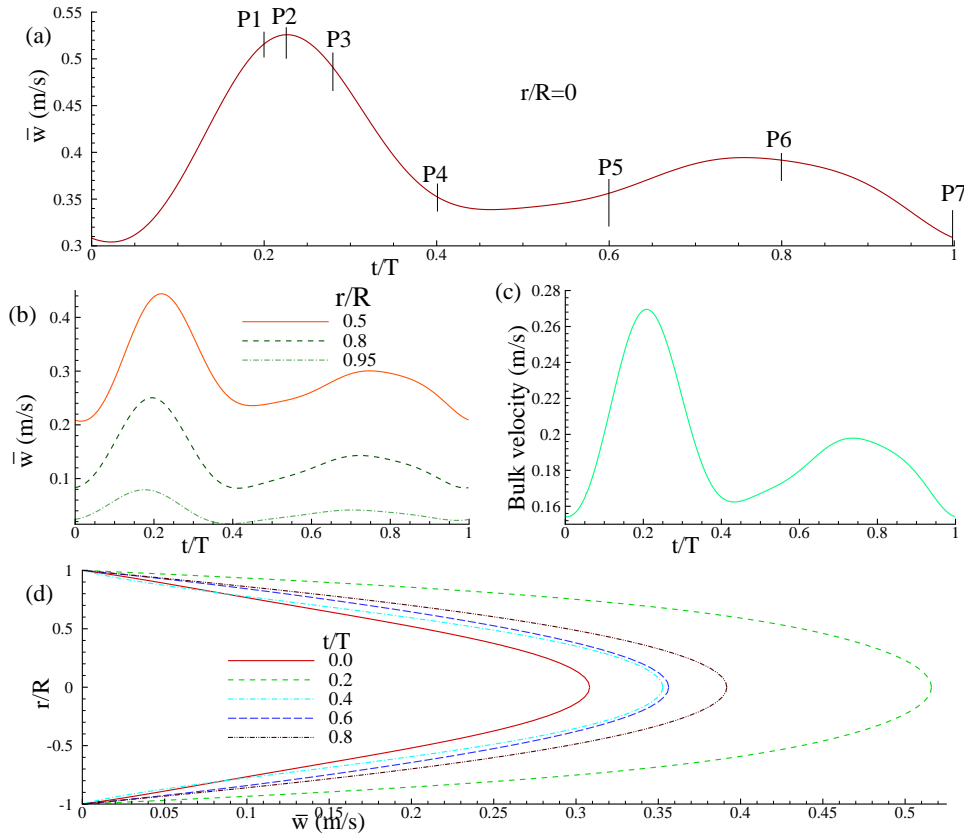 (a)
P1
P2
P3
P4
P5
P6
P7
r/R=0
w̅ (m/s)
0.55
0.5
0.45
0.4
0.35
0.3
0 0.2 0.4 0.6 0.8 1
t/T
(b)
r/R
0.5
0.8
0.95
w̅ (m/s)
0.4
0.3
0.2
0.1
0 0.2 0.4 0.6 0.8 1
t/T
(c)
Bulk velocity (m/s)
0.28
0.26
0.24
0.22
0.2
0.18
0.16
0 0.2 0.4 0.6 0.8 1
t/T
(d)
t/T
0.0
0.2
0.4
0.6
0.8
r/R
1
0.5
0
-0.5
-1
0 0.05 0.1 0.15 0.2 0.25 0.3 0.35 0.4 0.45 0.5
w̅ (m/s)